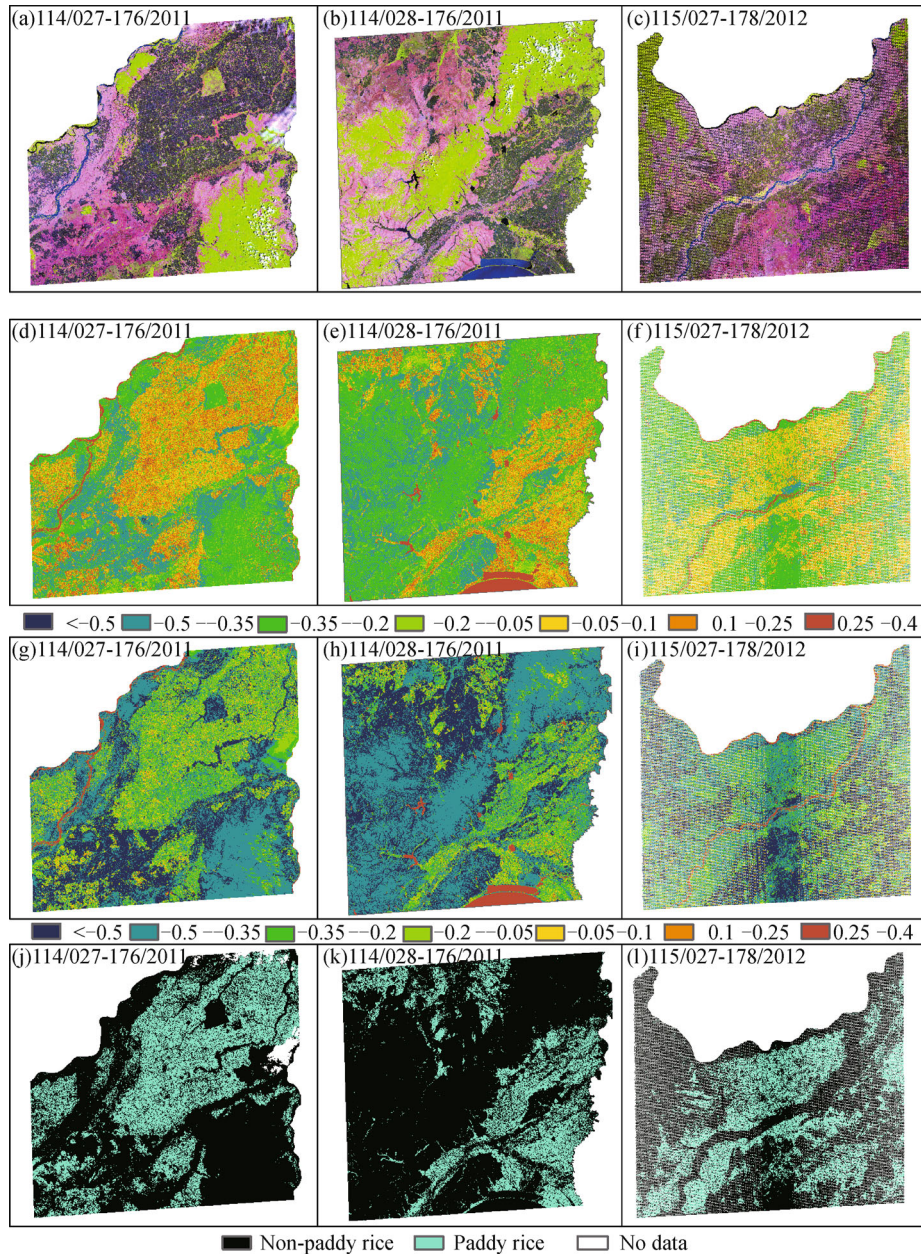 (a)114/027-176/2011
(b)114/028-176/2011
(c)115/027-178/2012
(d)114/027-176/2011
(e)114/028-176/2011
(f)115/027-178/2012
<-0.5 -0.5 --0.35 -0.35 --0.2 -0.2 --0.05 -0.05-0.1 0.1 -0.25 0.25 -0.4
(g)114/027-176/2011
(h)114/028-176/2011
(i)115/027-178/2012
<-0.5 -0.5 --0.35 -0.35 --0.2 -0.2 --0.05 -0.05-0.1 0.1 -0.25 0.25 -0.4
(j)114/027-176/2011
(k)114/028-176/2011
(l)115/027-178/2012
Non-paddy rice Paddy rice No data